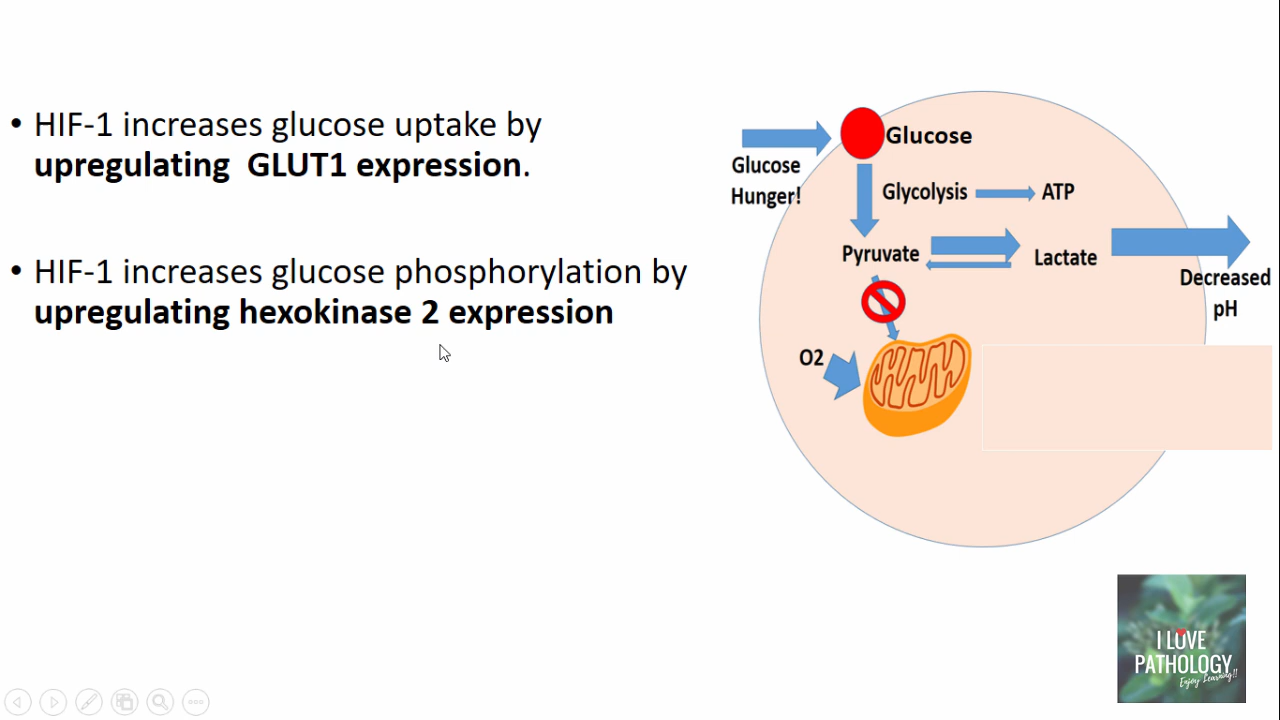 • HIF-1 increases glucose uptake by
upregulating  GLUT1 expression.
• HIF-1 increases glucose phosphorylation by
upregulating hexokinase 2 expression
Glucose
Hunger!
Glucose
Glycolysis
ATP
Pyruvate
Lactate
Decreased
pH
O2
I LOVE
PATHOLOGY
Enjoy Learning!!